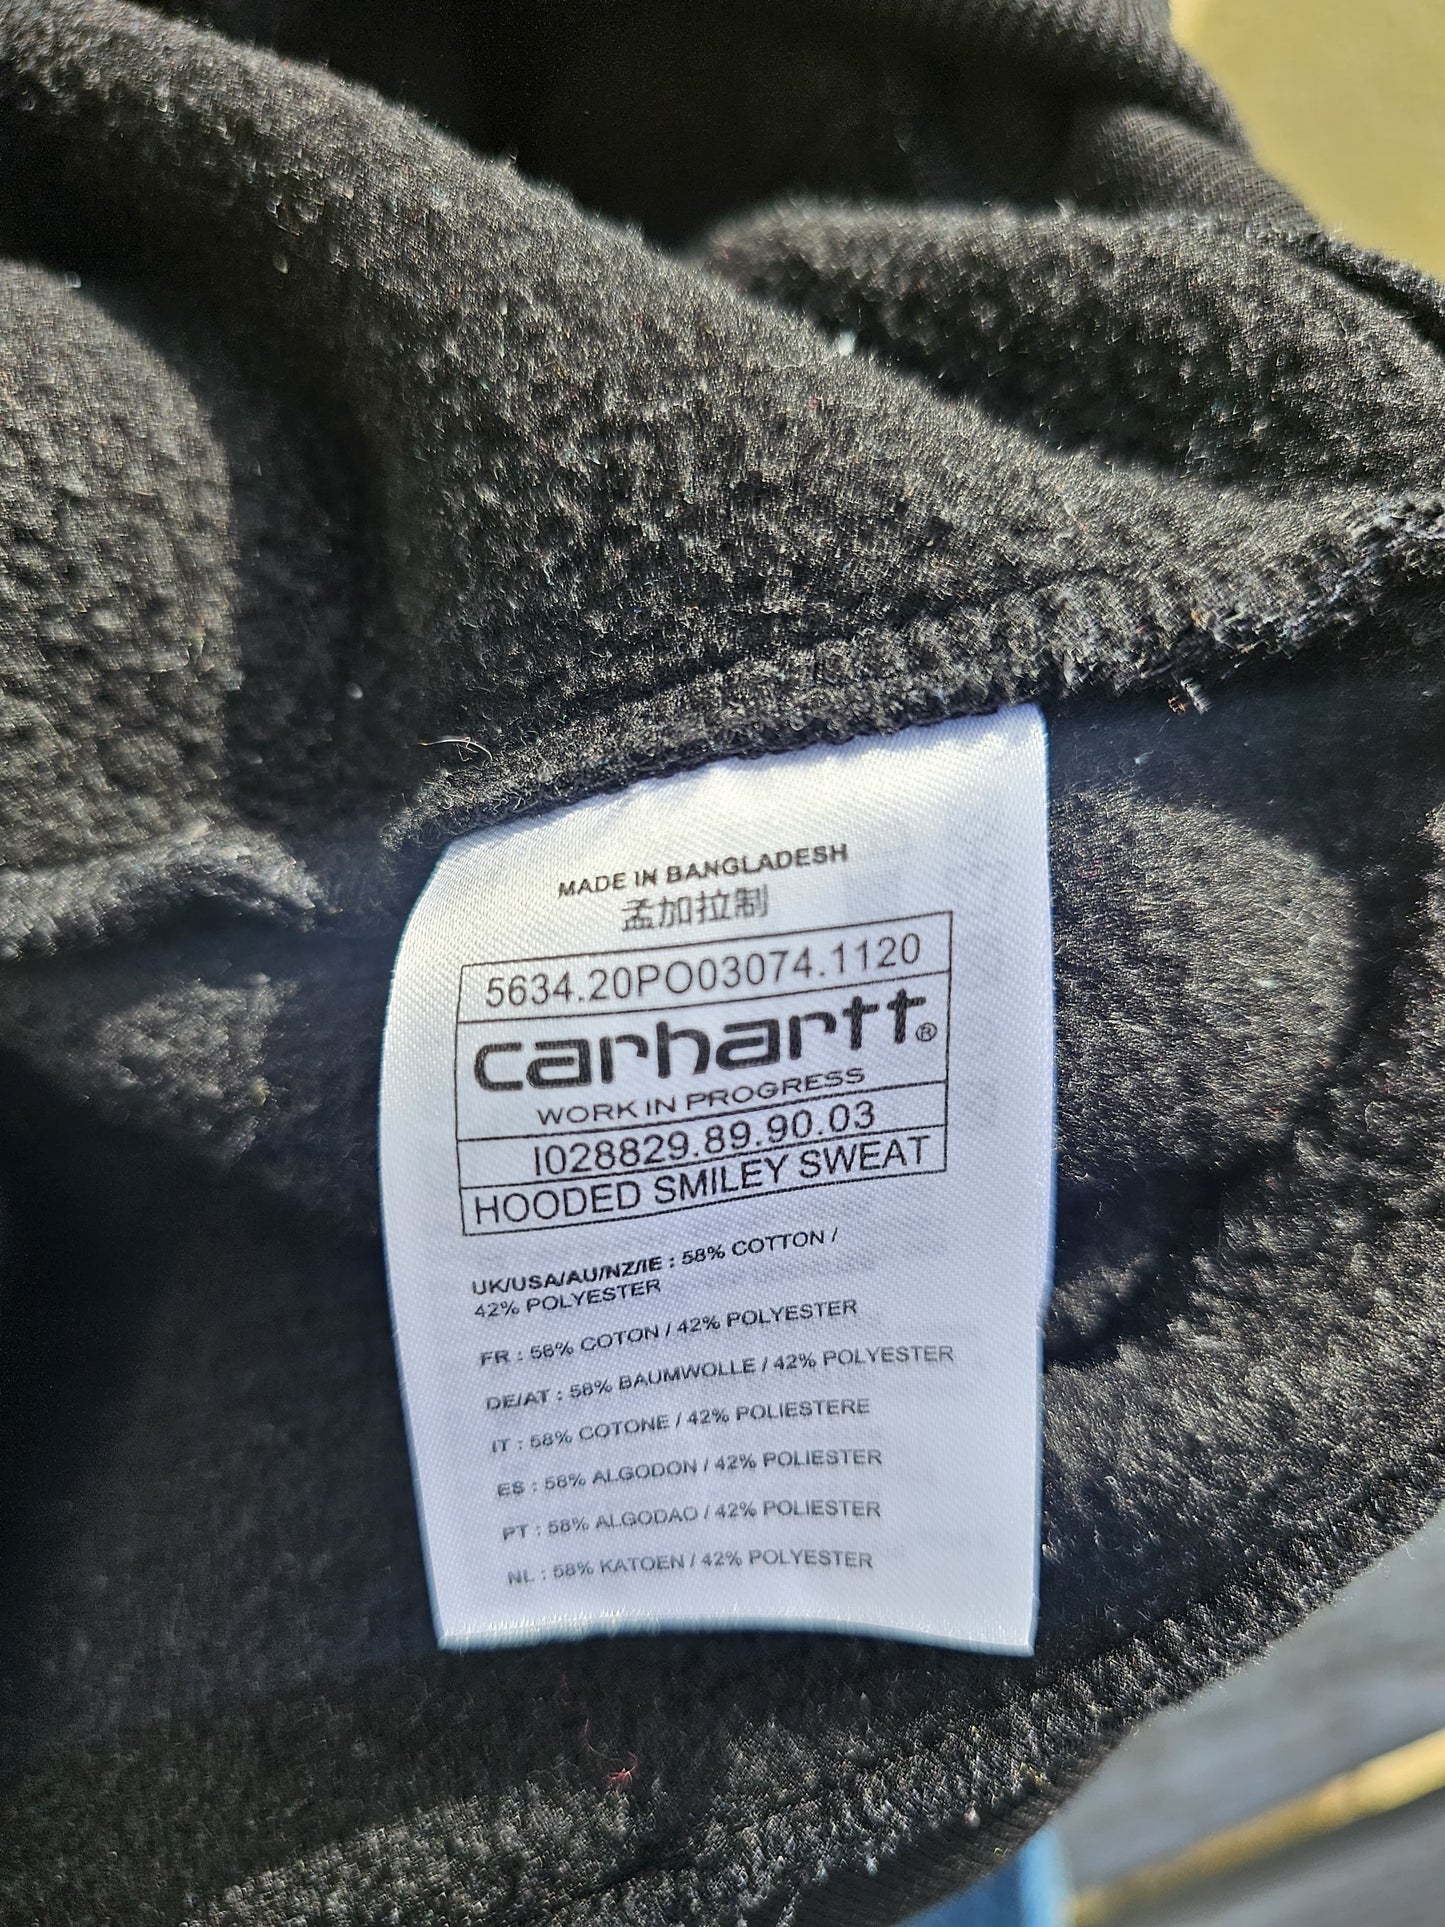 MADE IN BANGLADESH
孟加拉制
5634.20PO03074.1120
carhartt®
WORK IN PROGRESS
I028829.89.90.03
HOODED SMILEY SWEAT
UK/USA/AU/NZ/IE : 58% COTTON /
42% POLYESTER
FR : 58% COTON / 42% POLYESTER
DE/AT : 58% BAUMWOLLE / 42% POLYESTER
IT : 58% COTONE / 42% POLIESTERE
ES : 58% ALGODON / 42% POLIESTER
PT : 58% ALGODAO / 42% POLIESTER
NL : 58% KATOEN / 42% POLYESTER